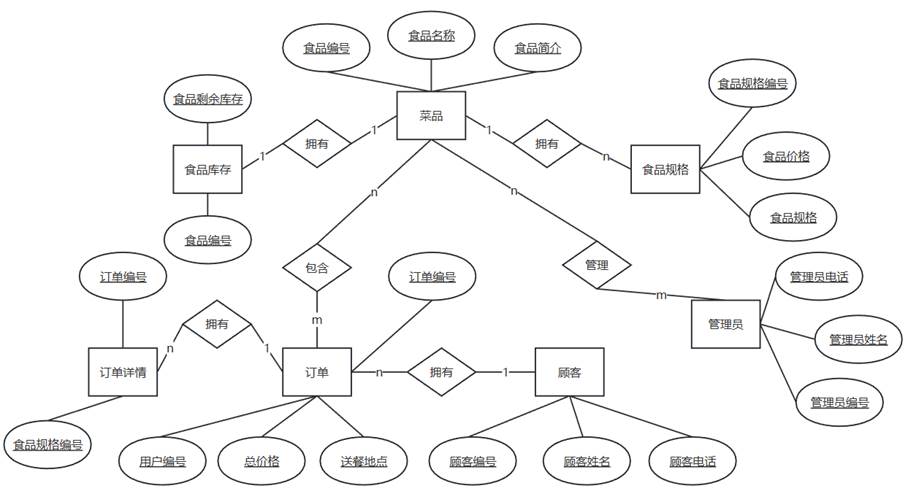 食品名称
食品编号
食品简介
食品规格编号
食品剩余库存
菜品
1
拥有
1
1
拥有
n
食品库存
食品规格
食品价格
食品规格
食品编号
n
n
包含
管理
订单编号
订单编号
管理员电话
m
m
拥有
管理员
管理员姓名
n
1
订单详情
订单
n
拥有
1
顾客
管理员编号
食品规格编号
用户编号
总价格
送餐地点
顾客编号
顾客姓名
顾客电话